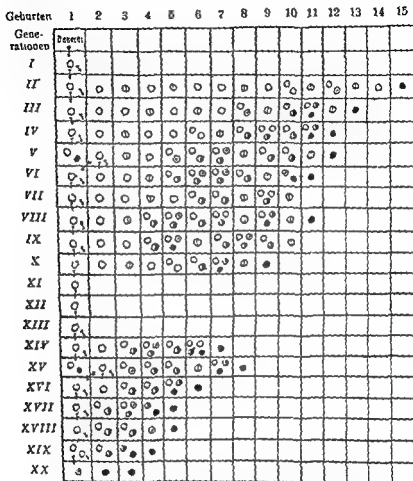 Geburten 1 2 3 4 5 6 7 8 9 10 11 12 13 14 15
Gene-
rationen
I
II
III
IV
V
VI
VII
VIII
IX
X
XI
XII
XIII
XIV
XV
XVI
XVII
XVIII
XIX
XX